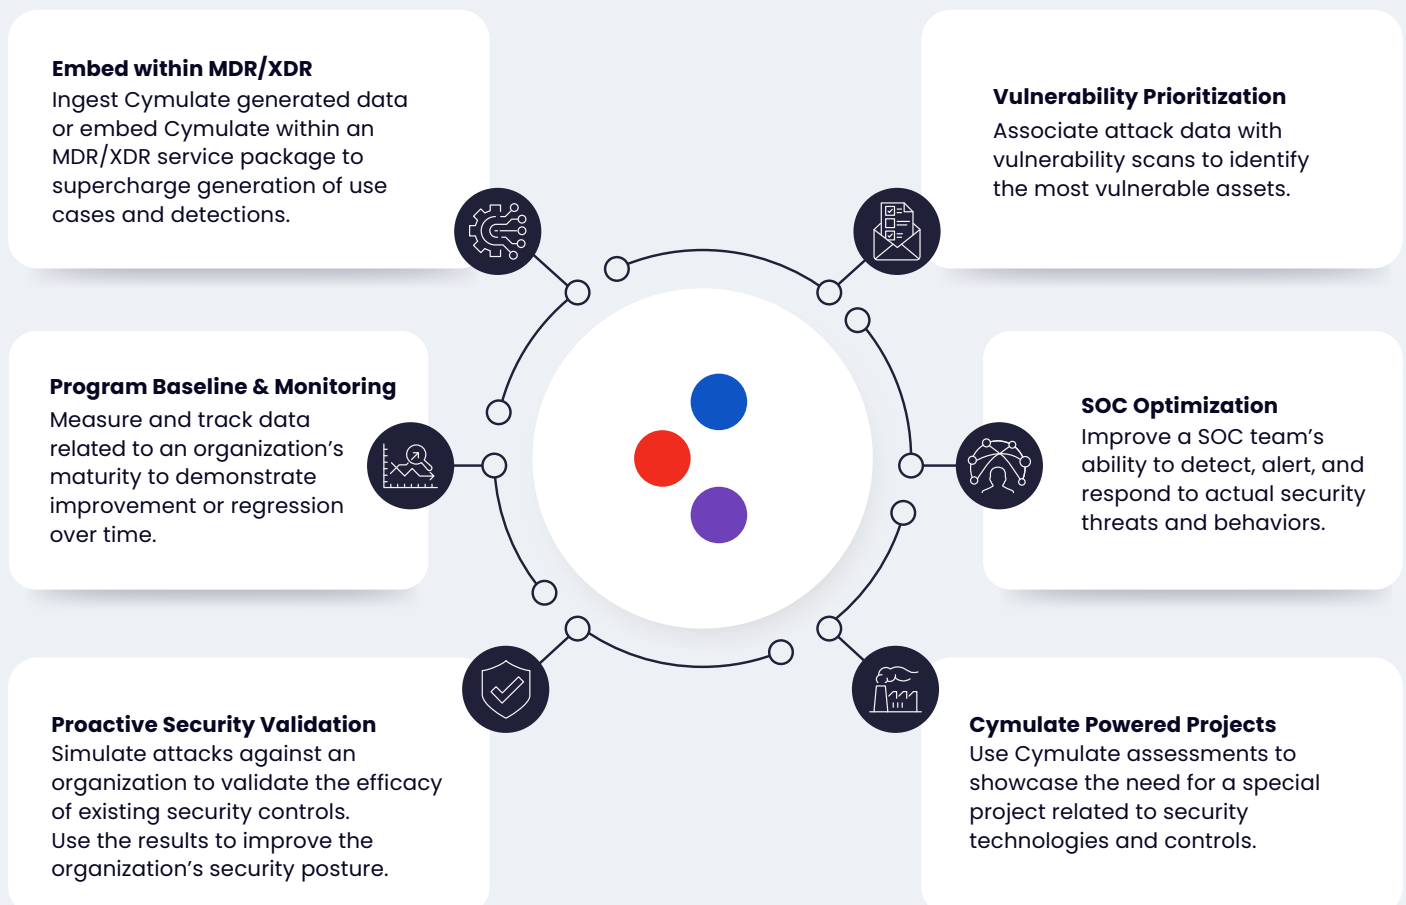 Embed within MDR/XDR
Ingest Cymulate generated data
or embed Cymulate within an
MDR/XDR service package to
supercharge generation of use
cases and detections.
Vulnerability Prioritization
Associate attack data with
vulnerability scans to identify
the most vulnerable assets.
Program Baseline & Monitoring
Measure and track data
related to an organization’s
maturity to demonstrate
improvement or regression
over time.
SOC Optimization
Improve a SOC team’s
ability to detect, alert, and
respond to actual security
threats and behaviors.
Proactive Security Validation
Simulate attacks against an
organization to validate the efficacy
of existing security controls.
Use the results to improve the
organization’s security posture.
Cymulate Powered Projects
Use Cymulate assessments to
showcase the need for a special
project related to security
technologies and controls.